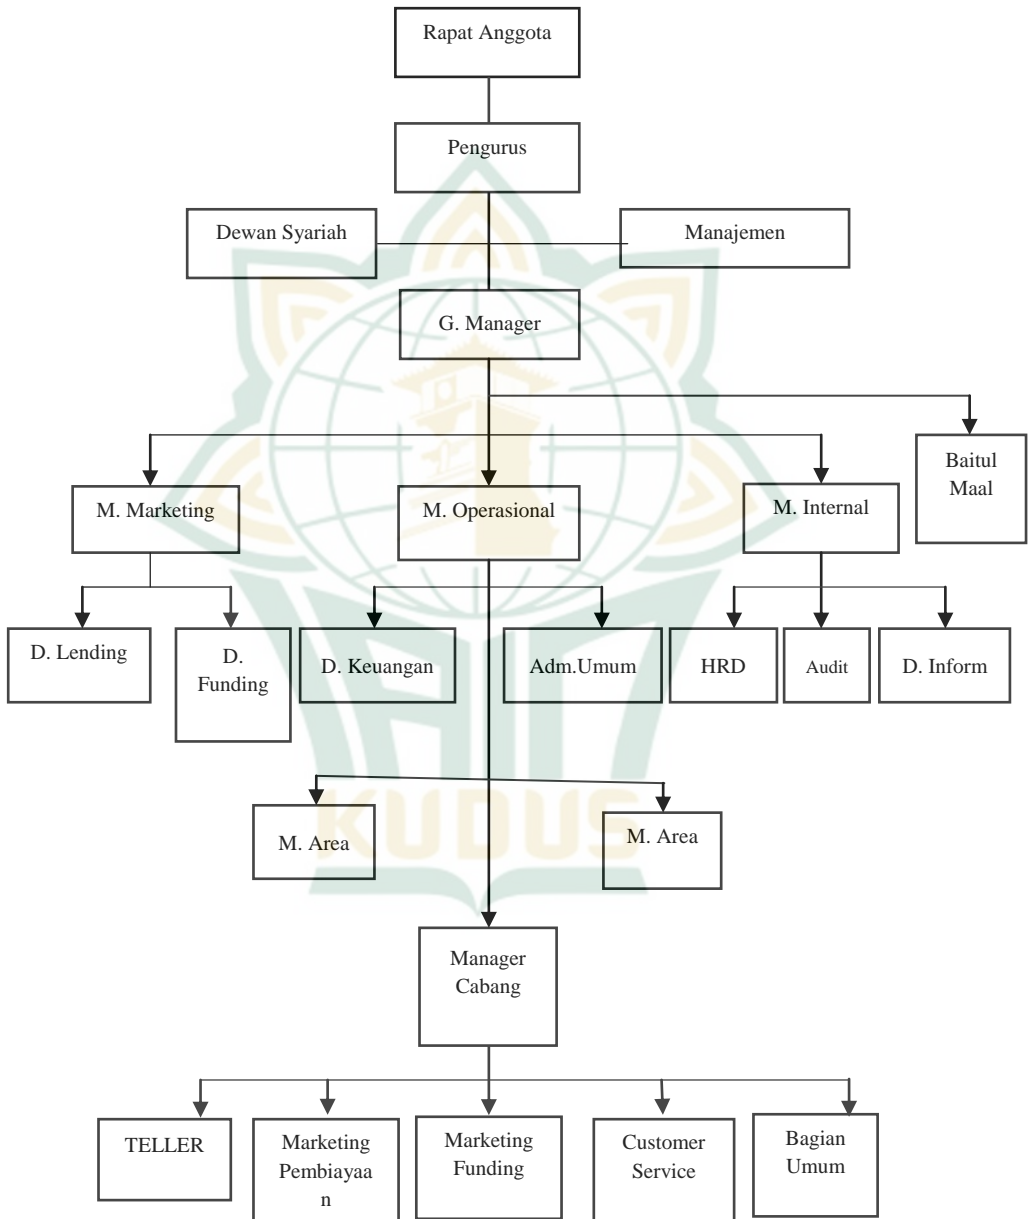 Rapat Anggota
Pengurus
Dewan Syariah
Manajemen
G. Manager
Baitul
Maal
M. Marketing
M. Operasional
M. Internal
D. Lending
D.
Funding
D. Keuangan
Adm.Umum
HRD
Audit
D. Inform
KUDUS
M. Area
M. Area
Manager
Cabang
TELLER
Marketing
Pembiayaa
n
Marketing
Funding
Customer
Service
Bagian
Umum